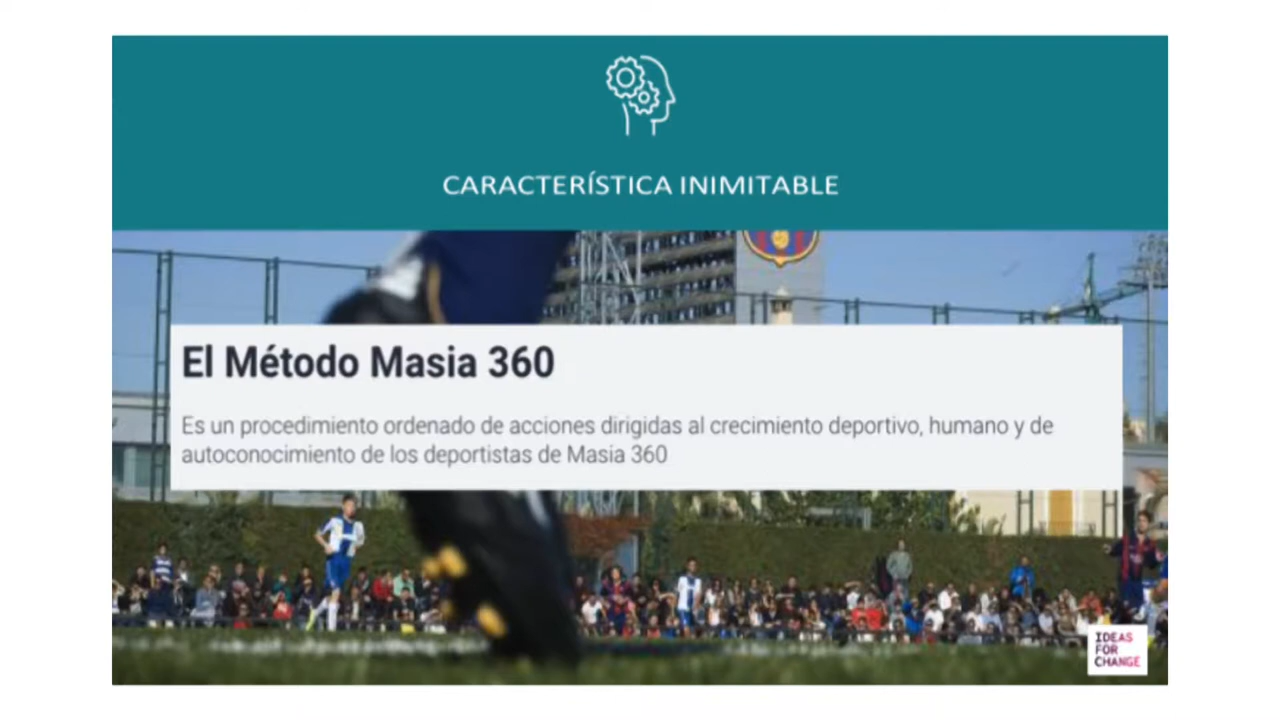 CARACTERÍSTICA INIMITABLE
El Método Masia 360
Es un procedimiento ordenado de acciones dirigidas al crecimiento deportivo, humano y de
autoconocimiento de los deportistas de Masia 360
IDEAS
FOR
CHANGE